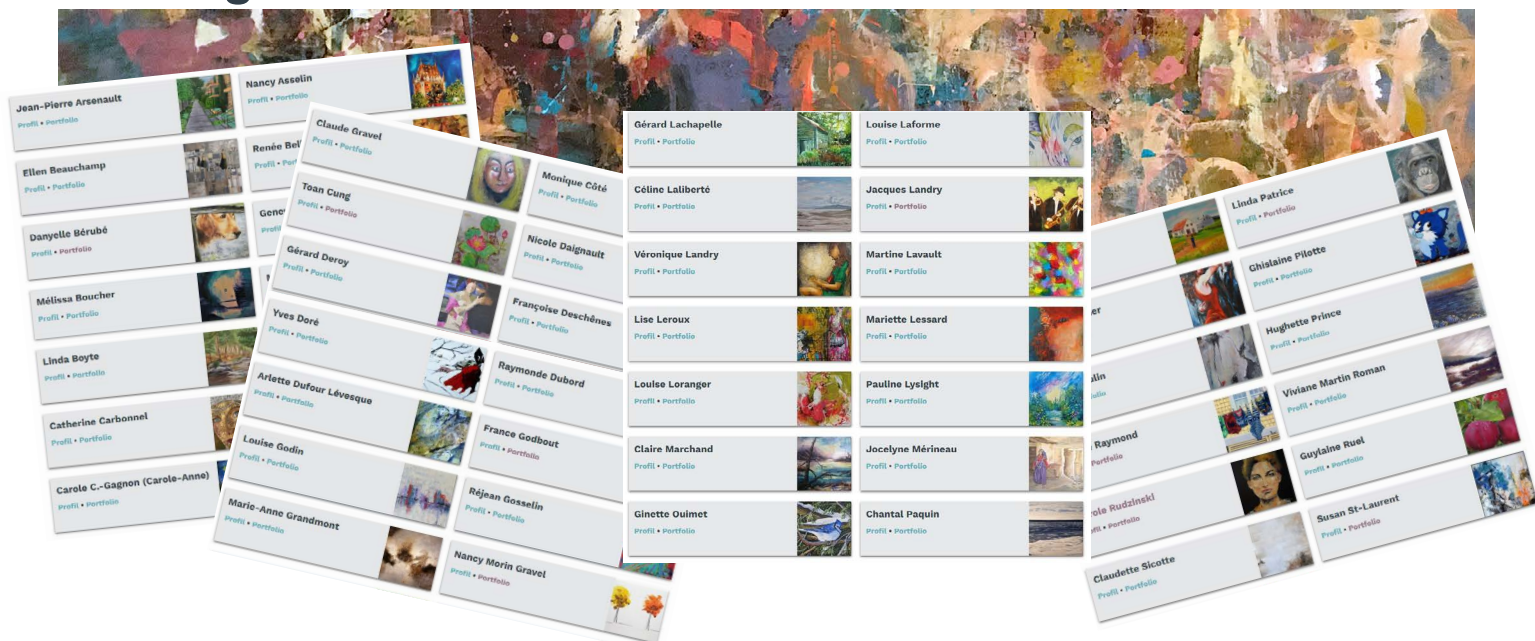 Jean-Pierre Arsenault
Profil • Portfolio
Nancy Asselin
Profil • Portfolio
Ellen Beauchamp
Profil • Portfolio
Renée
Profil
Danyelle Bérubé
Profil • Portfolio
Mélissa Boucher
Profil • Portfolio
Linda Boyte
Profil • Portfolio
Catherine Carbonnel
Profil • Portfolio
Carole C.-Gagnon (Carole-Anne)
Profil • Portfolio
Claude Gravel
Profil • Portfolio
Monique Côté
Profil • Portfolio
Toan Cung
Profil • Portfolio
Nicole Daignault
Profil • Portfolio
Gérard Deroy
Profil • Portfolio
Françoise Deschênes
Profil • Portfolio
Yves Doré
Profil • Portfolio
Raymonde Dubord
Profil • Portfolio
Arlette Dufour Lévesque
Profil • Portfolio
France Godbout
Profil • Portfolio
Louise Godin
Profil • Portfolio
Réjean Gosselin
Profil • Portfolio
Marie-Anne Grandmont
Profil • Portfolio
Nancy Morin Gravel
Profil • Portfolio
Gérard Lachapelle
Profil • Portfolio
Louise Laforme
Profil • Portfolio
Céline Laliberté
Profil • Portfolio
Jacques Landry
Profil • Portfolio
Véronique Landry
Profil • Portfolio
Martine Lavault
Profil • Portfolio
Lise Leroux
Profil • Portfolio
Mariette Lessard
Profil • Portfolio
Louise Loranger
Profil • Portfolio
Pauline Lysight
Profil • Portfolio
Claire Marchand
Profil • Portfolio
Jocelyne Mérineau
Profil • Portfolio
Ginette Ouimet
Profil • Portfolio
Chantal Paquin
Profil • Portfolio
Linda Patrice
Profil • Portfolio
Ghislaine Pilotte
Profil • Portfolio
Hughette Prince
Profil • Portfolio
Viviane Martin Roman
Profil • Portfolio
Raymond
Portfolio
Guylaine Ruel
Profil • Portfolio
Rudzinski
Portfolio
Susan St-Laurent
Profil • Portfolio
Claudette Sicotte
Profil • Portfolio